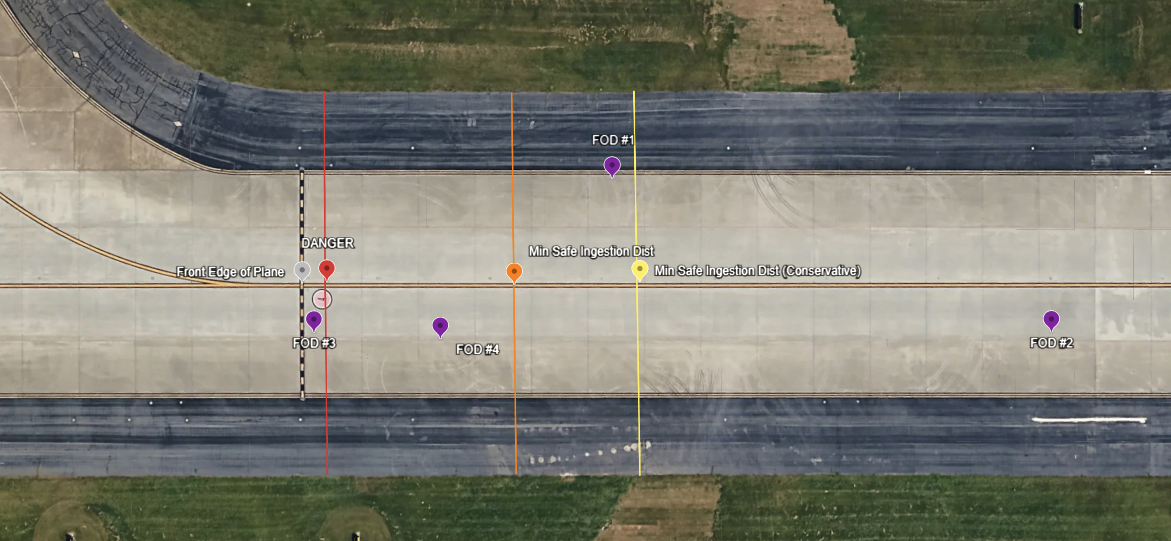 FOD #1
DANGER
Min Safe Ingestion Dist
Front Edge of Plane
Min Safe Ingestion Dist (Conservative)
FOD #3
FOD #4
FOD #2